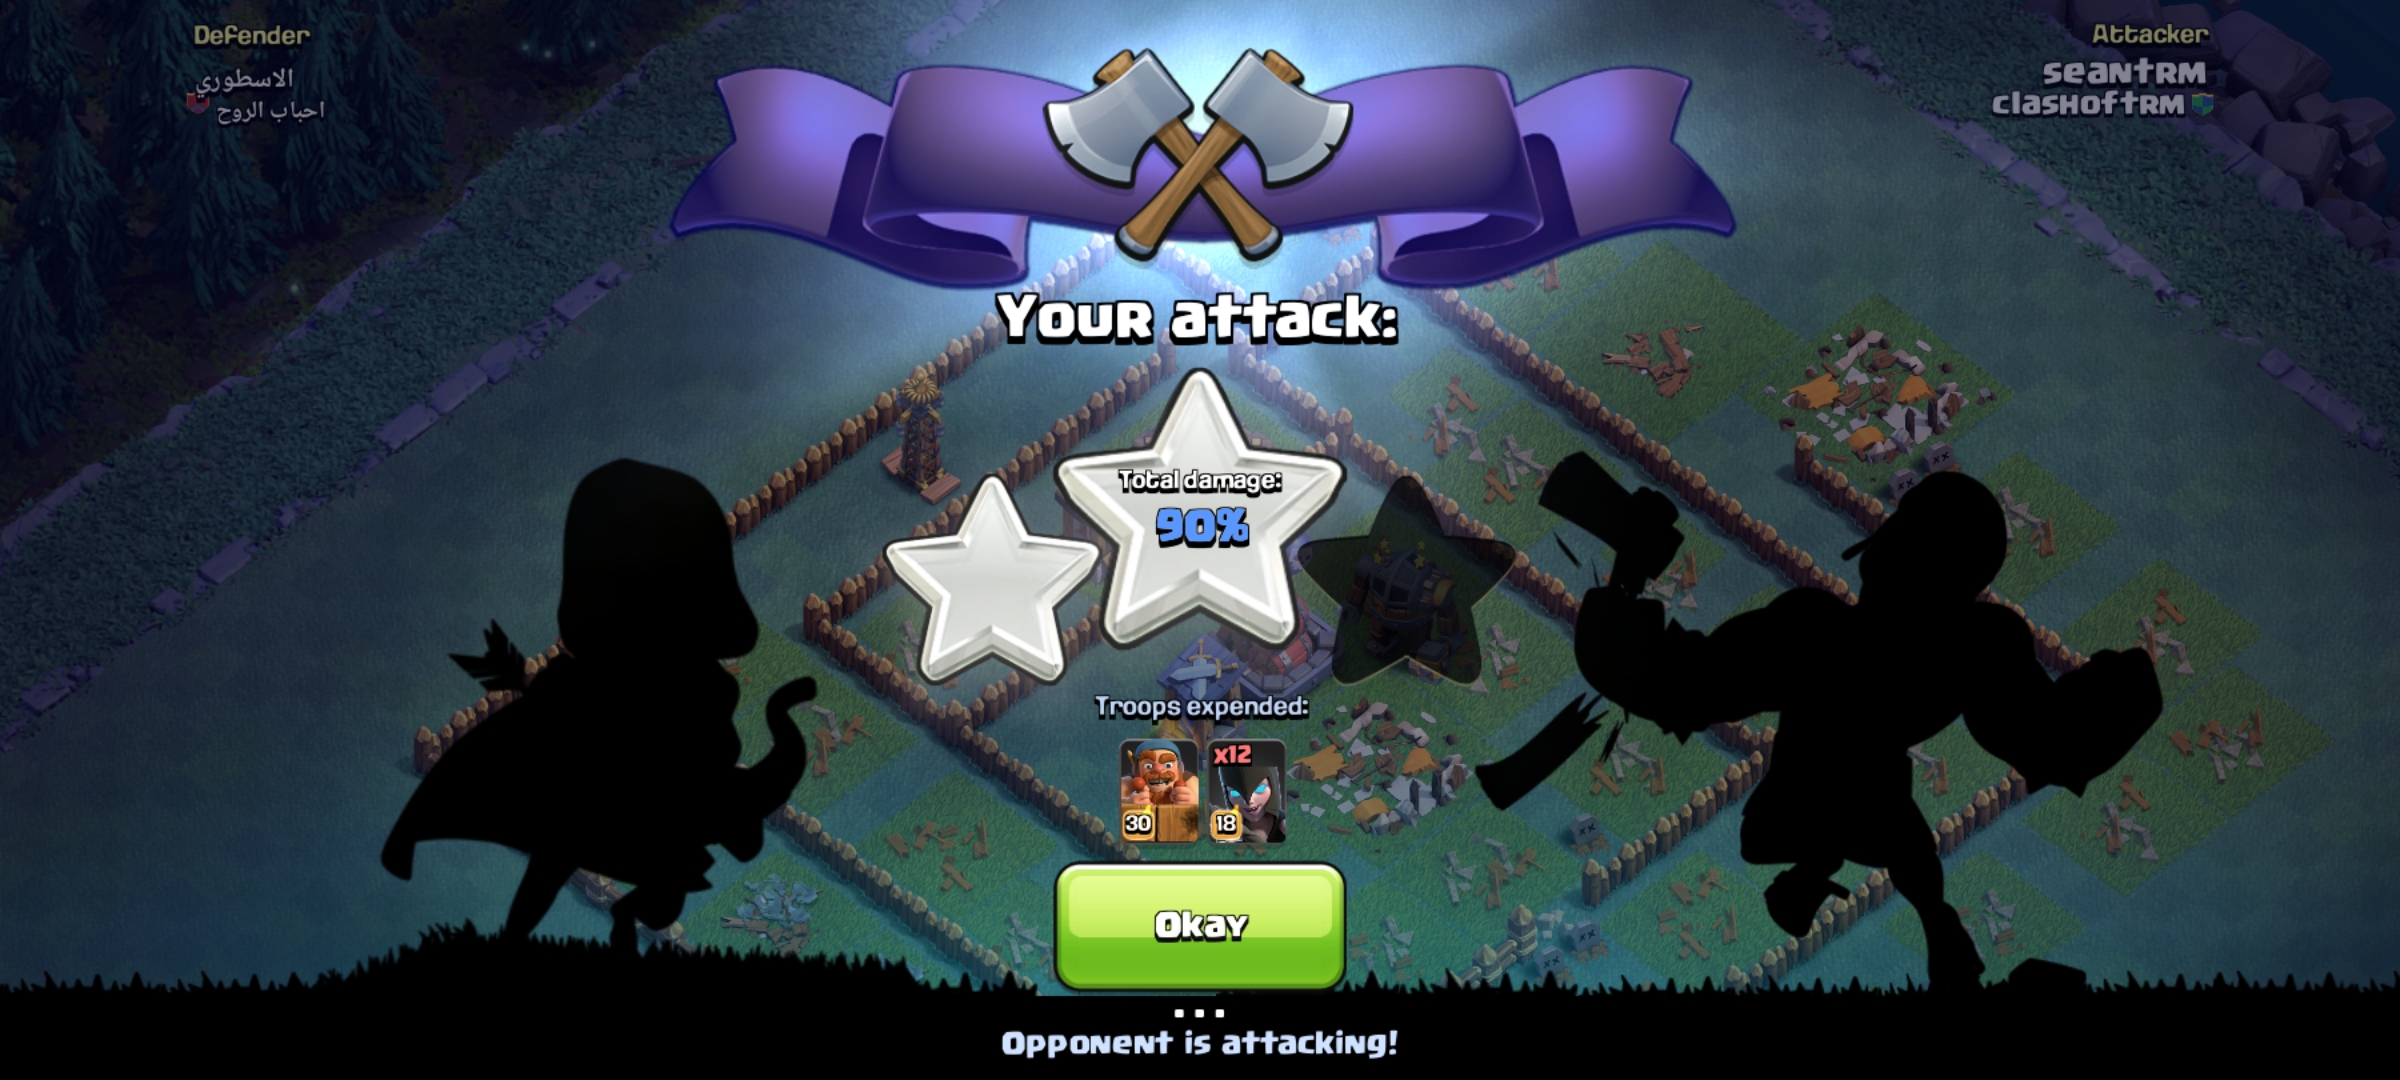 Defender
الاسطوري
احباب الروح
Attacker
seantRM
clashoftRM
Your attack:
Total damage:
90%
Troops expended:
x12
30
18
Okay
...
Opponent is attacking!